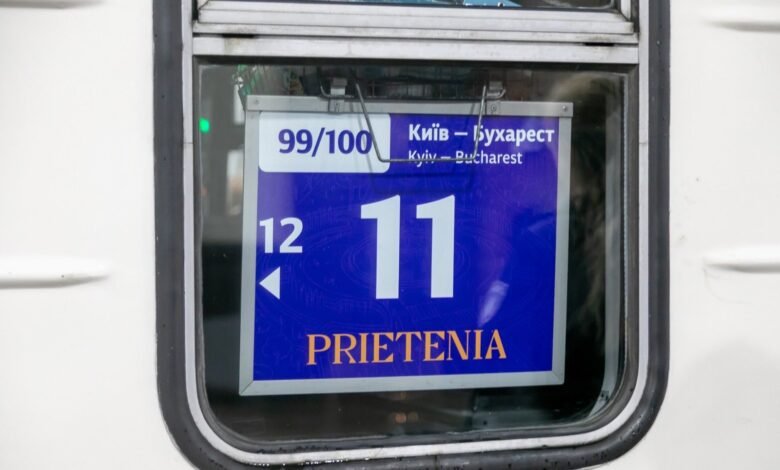 99/100
Київ – Бухарест
Kyiv – Bucharest
12
11
PRIETENIA